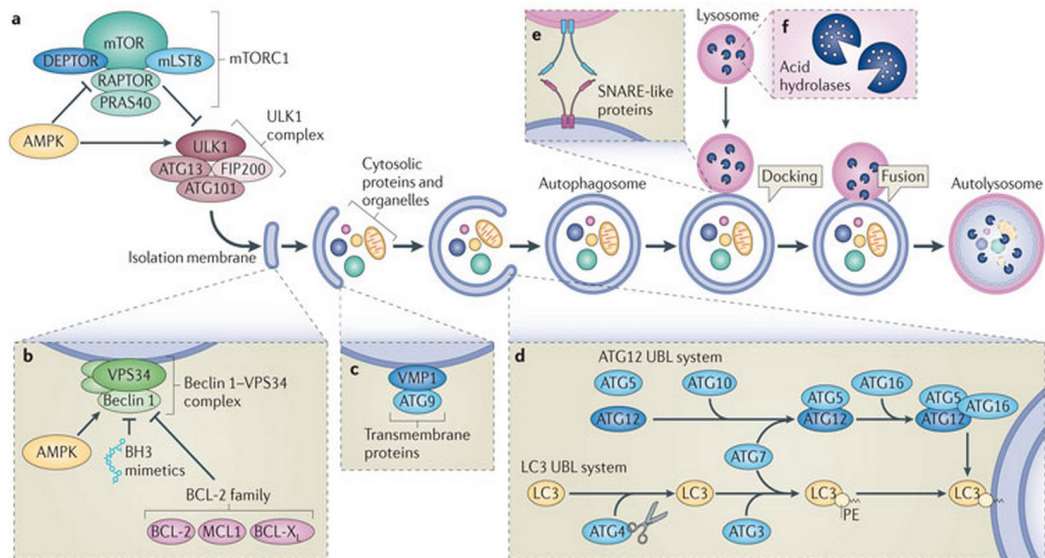 a
mTOR
DEPTOR
mLST8
mTORC1
RAPTOR
PRAS40
AMPK
ULK1
complex
ULK1
ATG13
FIP200
ATG101
Isolation membrane
Cytosolic
proteins and
organelles
Autophagosome
e
SNARE-like
proteins
Lysosome
f
Acid
hydrolases
Docking
Fusion
Autolysosome
b
VPS34
Beclin 1
Beclin 1–VPS34
complex
AMPK
BH3
mimetics
BCL-2 family
BCL-2
MCL1
BCL-XL
c
VMP1
ATG9
Transmembrane
proteins
d
ATG12 UBL system
ATG5
ATG10
ATG12
ATG5
ATG12
ATG16
ATG5
ATG12
ATG16
ATG7
LC3 UBL system
LC3
LC3
LC3
PE
LC3
ATG4
ATG3